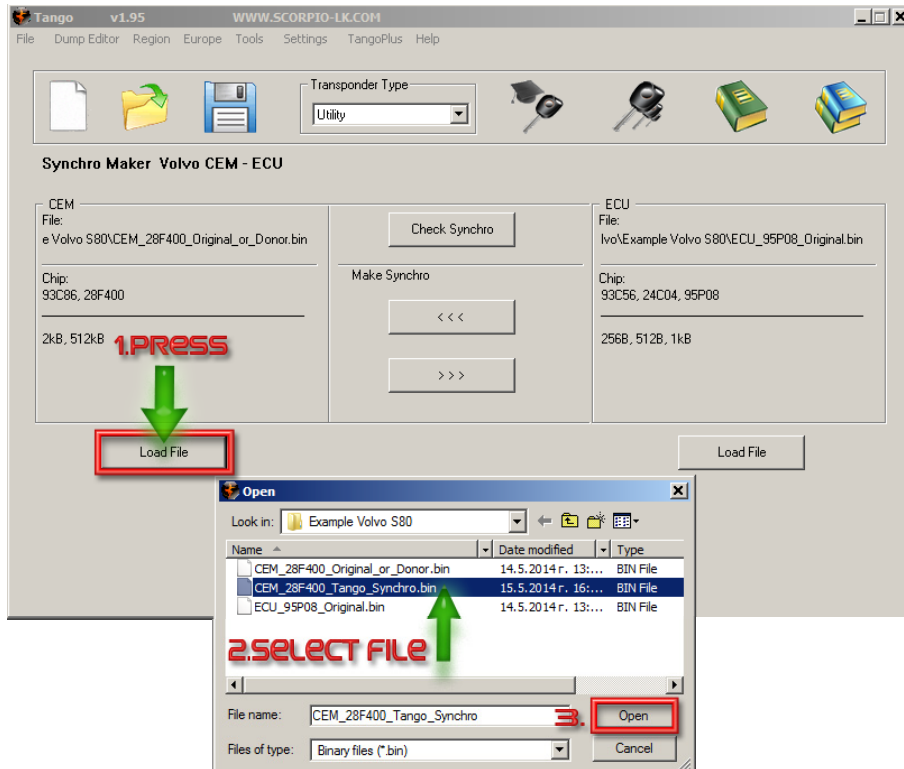 Tango v1.95 WWW.SCORPIO-LK.COM
File Dump Editor Region Europe Tools Settings TangoPlus Help
Transponder Type
Utility
Synchro Maker Volvo CEM - ECU
CEM
File:
e Volvo S80\CEM_28F400_Original_or_Donor.bin
Chip:
93C86, 28F400
2kB, 512kB
1.PRESS
Load File
Check Synchro
Make Synchro
< < <
> > >
ECU
File:
lvo\Example Volvo S80\ECU_95P08_Original.bin
Chip:
93C56, 24C04, 95P08
256B, 512B, 1kB
Load File
Open
Look in: Example Volvo S80
Name Date modified Type
CEM_28F400_Original_or_Donor.bin 14.5.2014 г. 13:... BIN File
CEM_28F400_Tango_Synchro.bin 15.5.2014 г. 16:... BIN File
ECU_95P08_Original.bin 14.5.2014 г. 13:... BIN File
2.SELECT FILE
File name: CEM_28F400_Tango_Synchro 3. Open
Files of type: Binary files (*.bin) Cancel